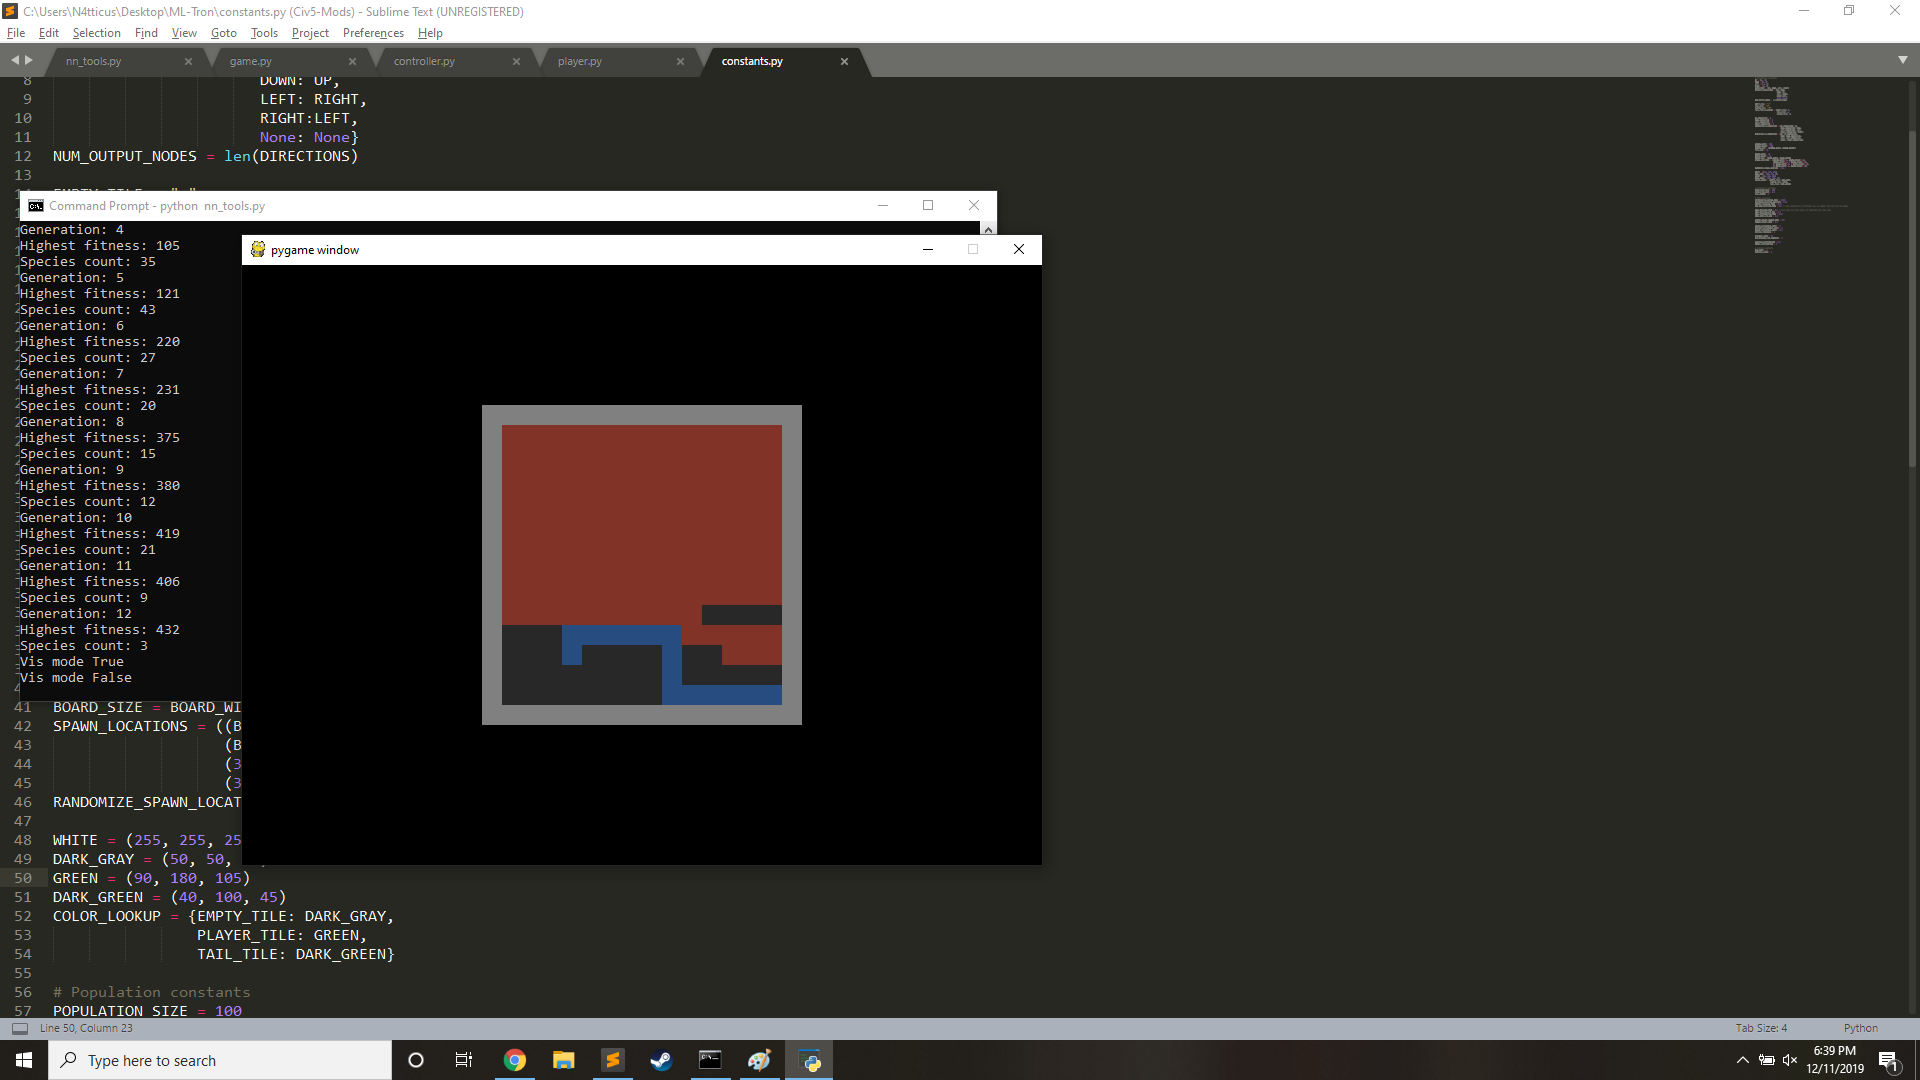 C:\Users\N4tticus\Desktop\ML-Tron\constants.py (Civ5-Mods) - Sublime Text (UNREGISTERED)
File Edit Selection Find View Goto Tools Project Preferences Help
nn_tools.py game.py controller.py player.py constants.py
8 DOWN: UP,
9 LEFT: RIGHT,
10 RIGHT:LEFT,
11 None: None}
12 NUM_OUTPUT_NODES = len(DIRECTIONS)
13
Command Prompt - python nn_tools.py
Generation: 4
Highest fitness: 105
Species count: 35
Generation: 5
Highest fitness: 121
Species count: 43
Generation: 6
Highest fitness: 220
Species count: 27
Generation: 7
Highest fitness: 231
Species count: 20
Generation: 8
Highest fitness: 375
Species count: 15
Generation: 9
Highest fitness: 380
Species count: 12
Generation: 10
Highest fitness: 419
Species count: 21
Generation: 11
Highest fitness: 406
Species count: 9
Generation: 12
Highest fitness: 432
Species count: 3
Vis mode True
Vis mode False
pygame window
41 BOARD_SIZE = BOARD_WI
42 SPAWN_LOCATIONS = ((B
43 (B
44 (3
45 (3
46 RANDOMIZE_SPAWN_LOCAT
47
48 WHITE = (255, 255, 25
49 DARK_GRAY = (50, 50,
50 GREEN = (90, 180, 105)
51 DARK_GREEN = (40, 100, 45)
52 COLOR_LOOKUP = {EMPTY_TILE: DARK_GRAY,
53 PLAYER_TILE: GREEN,
54 TAIL_TILE: DARK_GREEN}
55
56 # Population constants
57 POPULATION_SIZE = 100
Line 50, Column 23 Tab Size: 4 Python
Type here to search
6:39 PM
12/11/2019
1